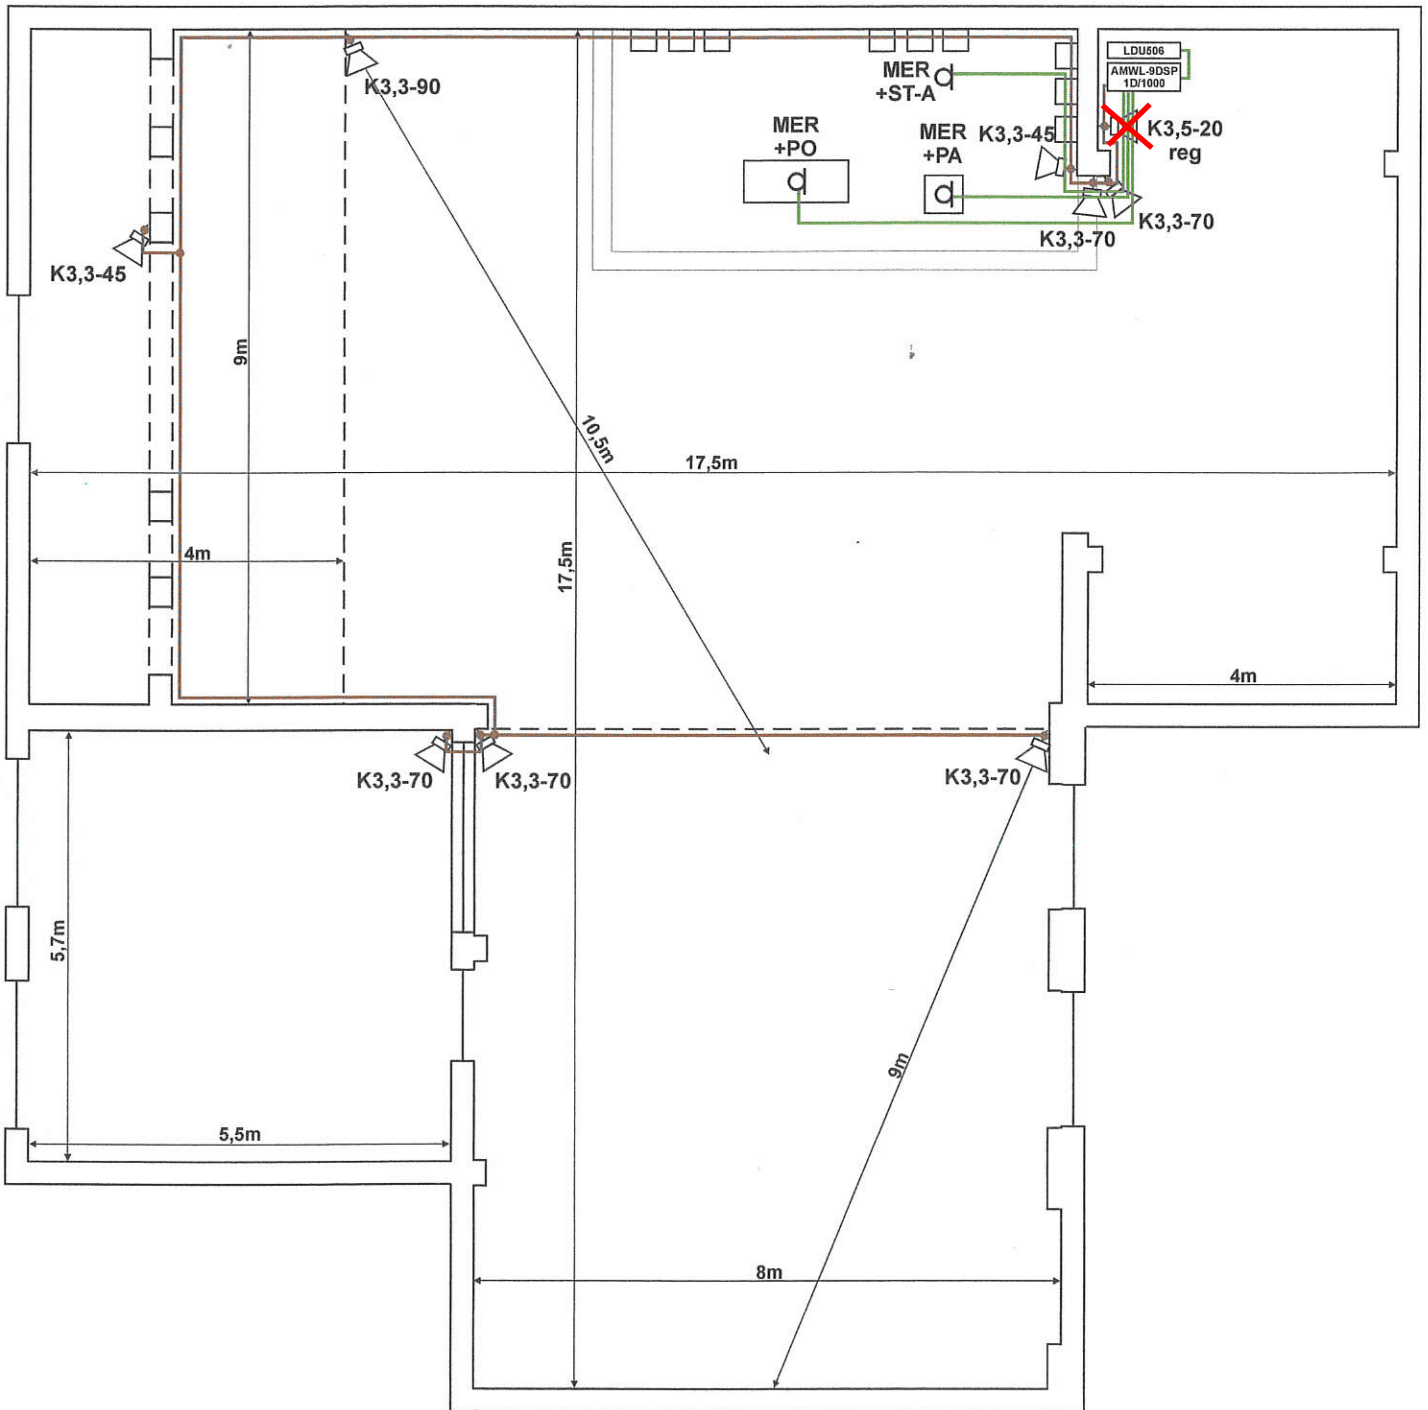 LDU506
AMWL-9DSP
1D/1000
K3,3-90
MER
+ST-A
MER
+PO
MER
+PA
K3,3-45
K3,5-20
reg
K3,3-70
K3,3-70
K3,3-45
9m
10,5m
17,5m
4m
17,5m
4m
K3,3-70
K3,3-70
K3,3-70
5,7m
9m
5,5m
8m